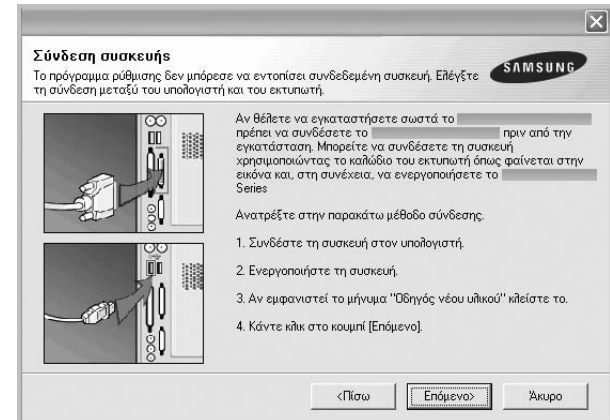 Σύνδεση συσκευής
Το πρόγραμμα ρύθμισης δεν μπόρεσε να εντοπίσει συνδεδεμένη συσκευή. Ελέγξτε
τη σύνδεση μεταξύ του υπολογιστή και του εκτυπωτή.
SAMSUNG
Αν θέλετε να εγκαταστήσετε σωστά το
πρέπει να συνδέσετε το πριν από την
εγκατάσταση. Μπορείτε να συνδέσετε τη συσκευή
χρησιμοποιώντας το καλώδιο του εκτυπωτή όπως φαίνεται στην
εικόνα και, στη συνέχεια, να ενεργοποιήσετε το
Series
Ανατρέξτε στην παρακάτω μέθοδο σύνδεσης.
1. Συνδέστε τη συσκευή στον υπολογιστή.
2. Ενεργοποιήστε τη συσκευή.
3. Αν εμφανιστεί το μήνυμα "Οδηγός νέου υλικού" κλείστε το.
4. Κάντε κλικ στο κουμπί [Επόμενο].
<Πίσω Επόμενο> Άκυρο